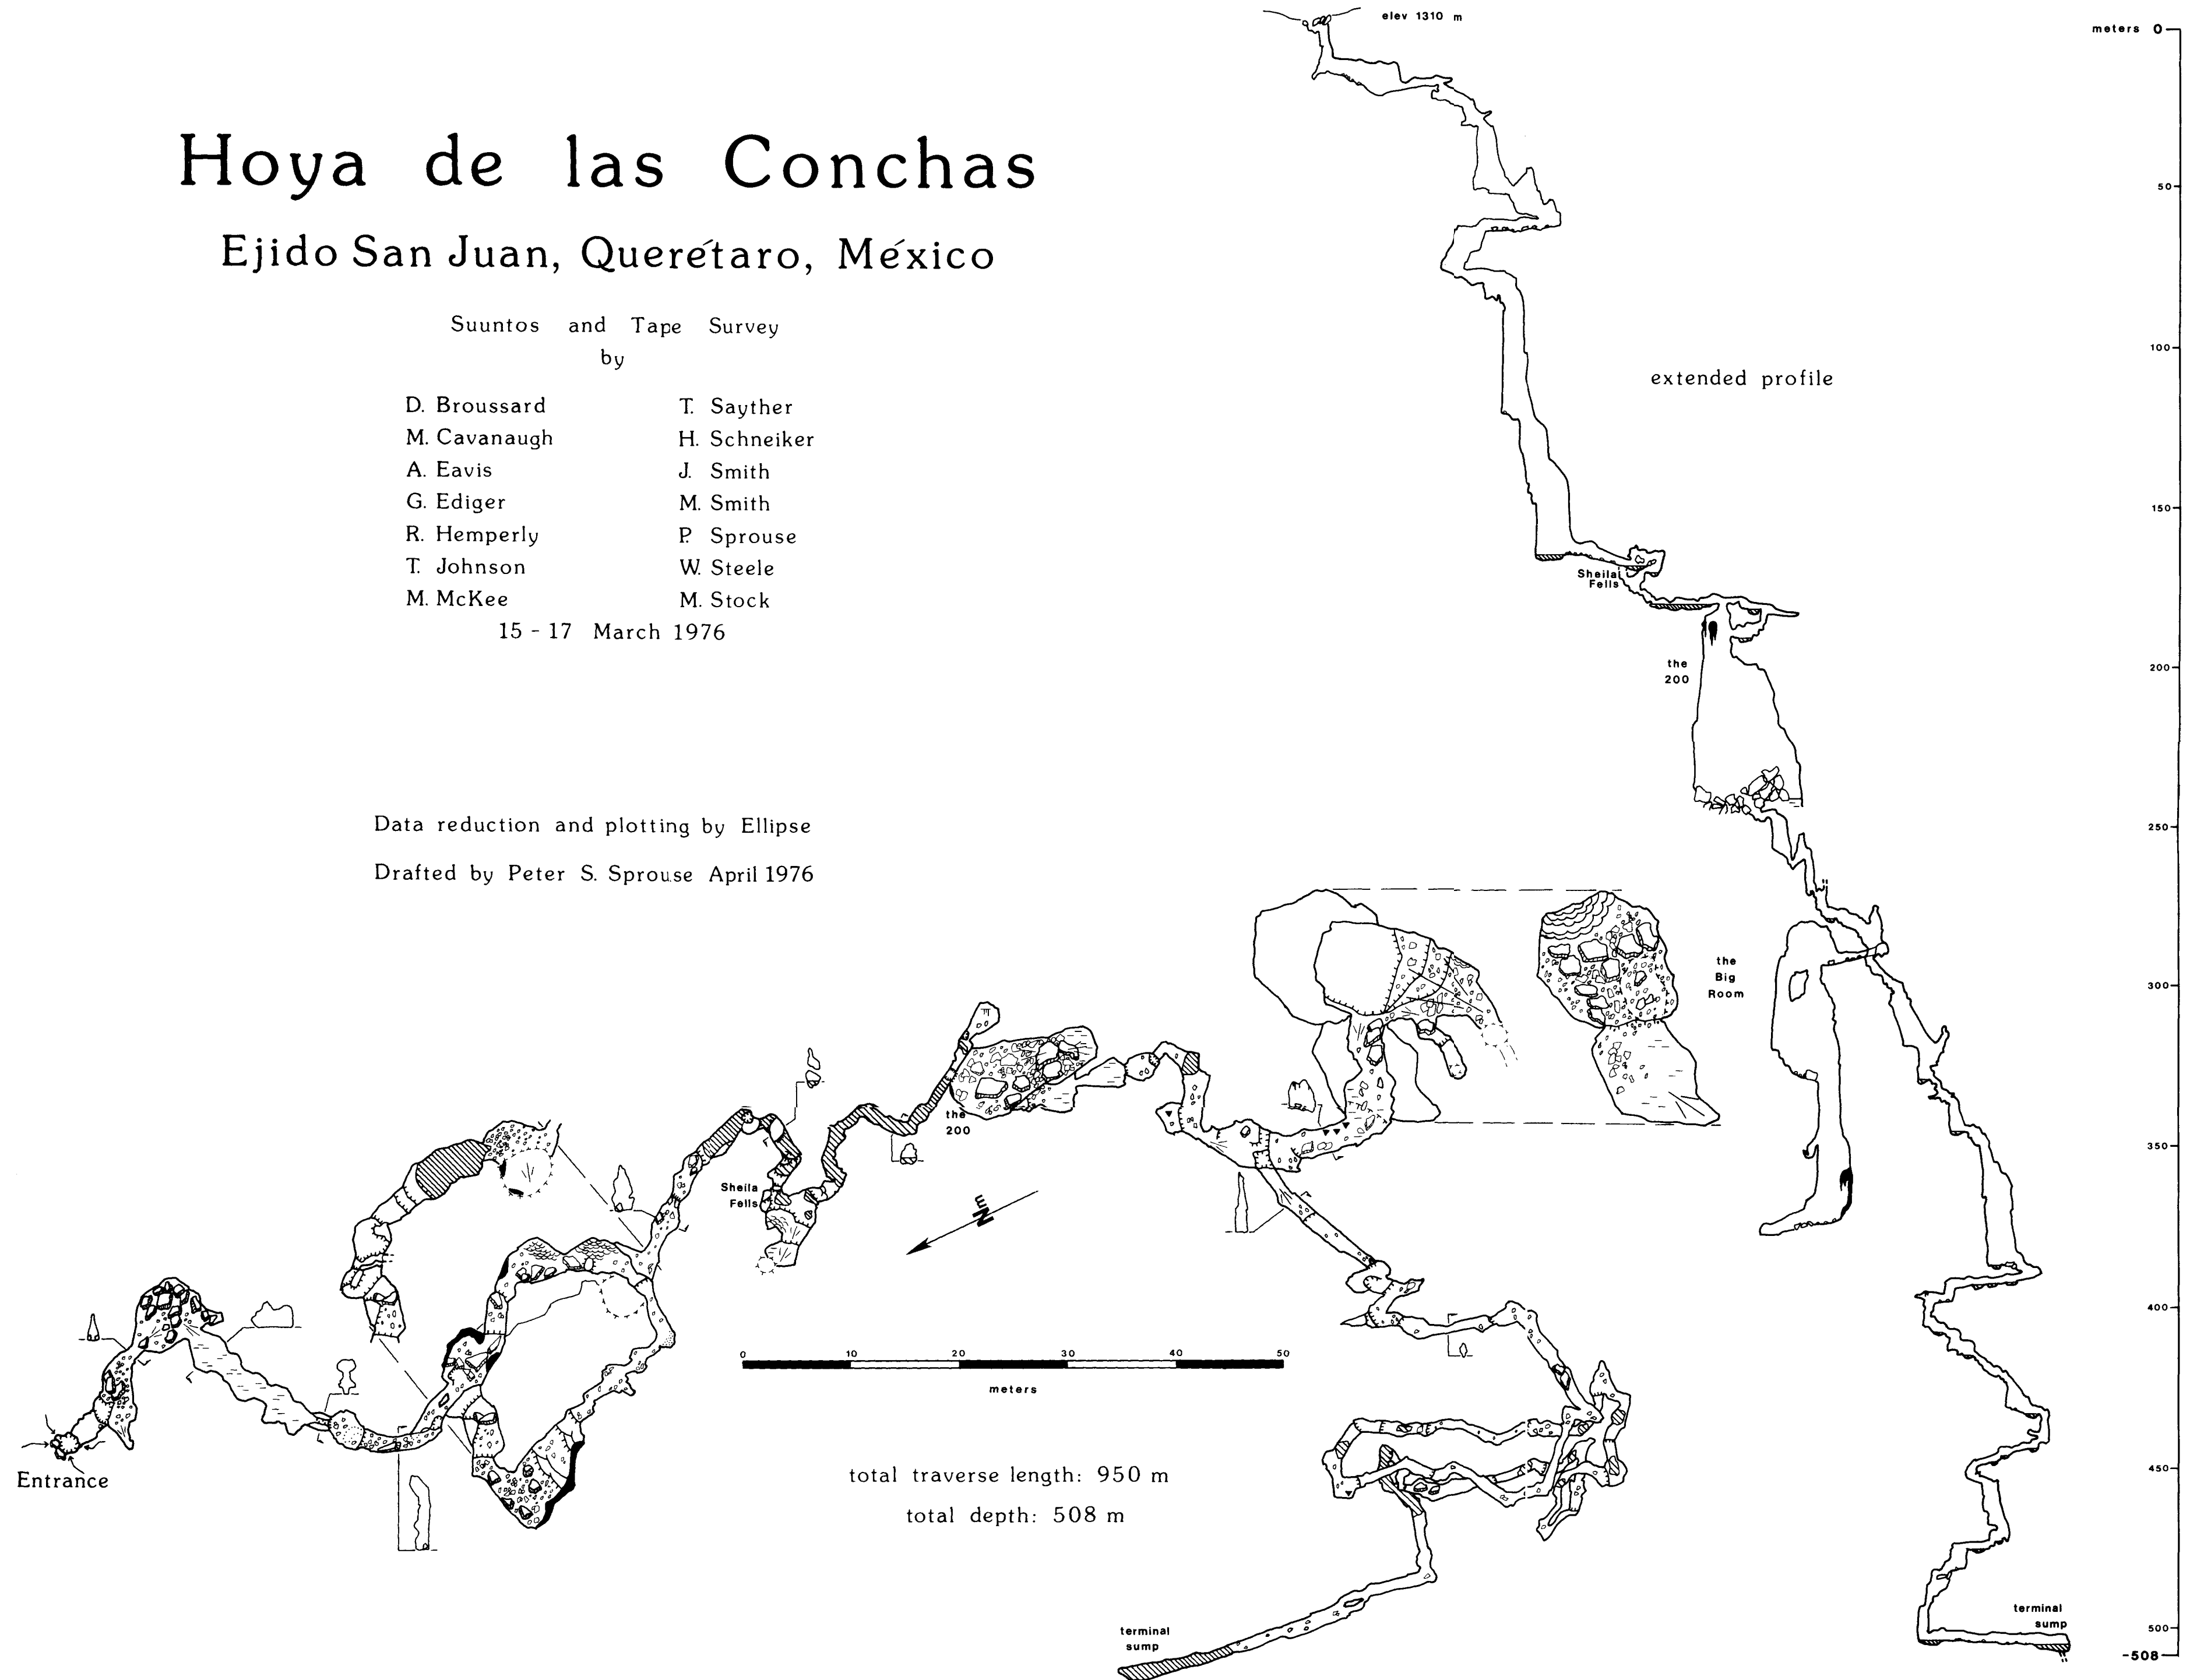 Hoya de las Conchas
Ejido San Juan, Querétaro, México
Suuntos and Tape Survey
by
D. Broussard
M. Cavanaugh
A. Eavis
G. Ediger
R. Hemperly
T. Johnson
M. McKee
T. Sayther
H. Schneiker
J. Smith
M. Smith
P. Sprouse
W. Steele
M. Stock
15 - 17 March 1976
Data reduction and plotting by Ellipse
Drafted by Peter S. Sprouse April 1976
elev 1310 m
extended profile
meters 0
50
100
150
200
250
300
350
400
450
500
-508
Sheila
Fells
the
200
the
Big
Room
terminal
sump
Entrance
Sheila
Fells
the
200
N
0 10 20 30 40 50
meters
total traverse length: 950 m
total depth: 508 m
terminal
sump